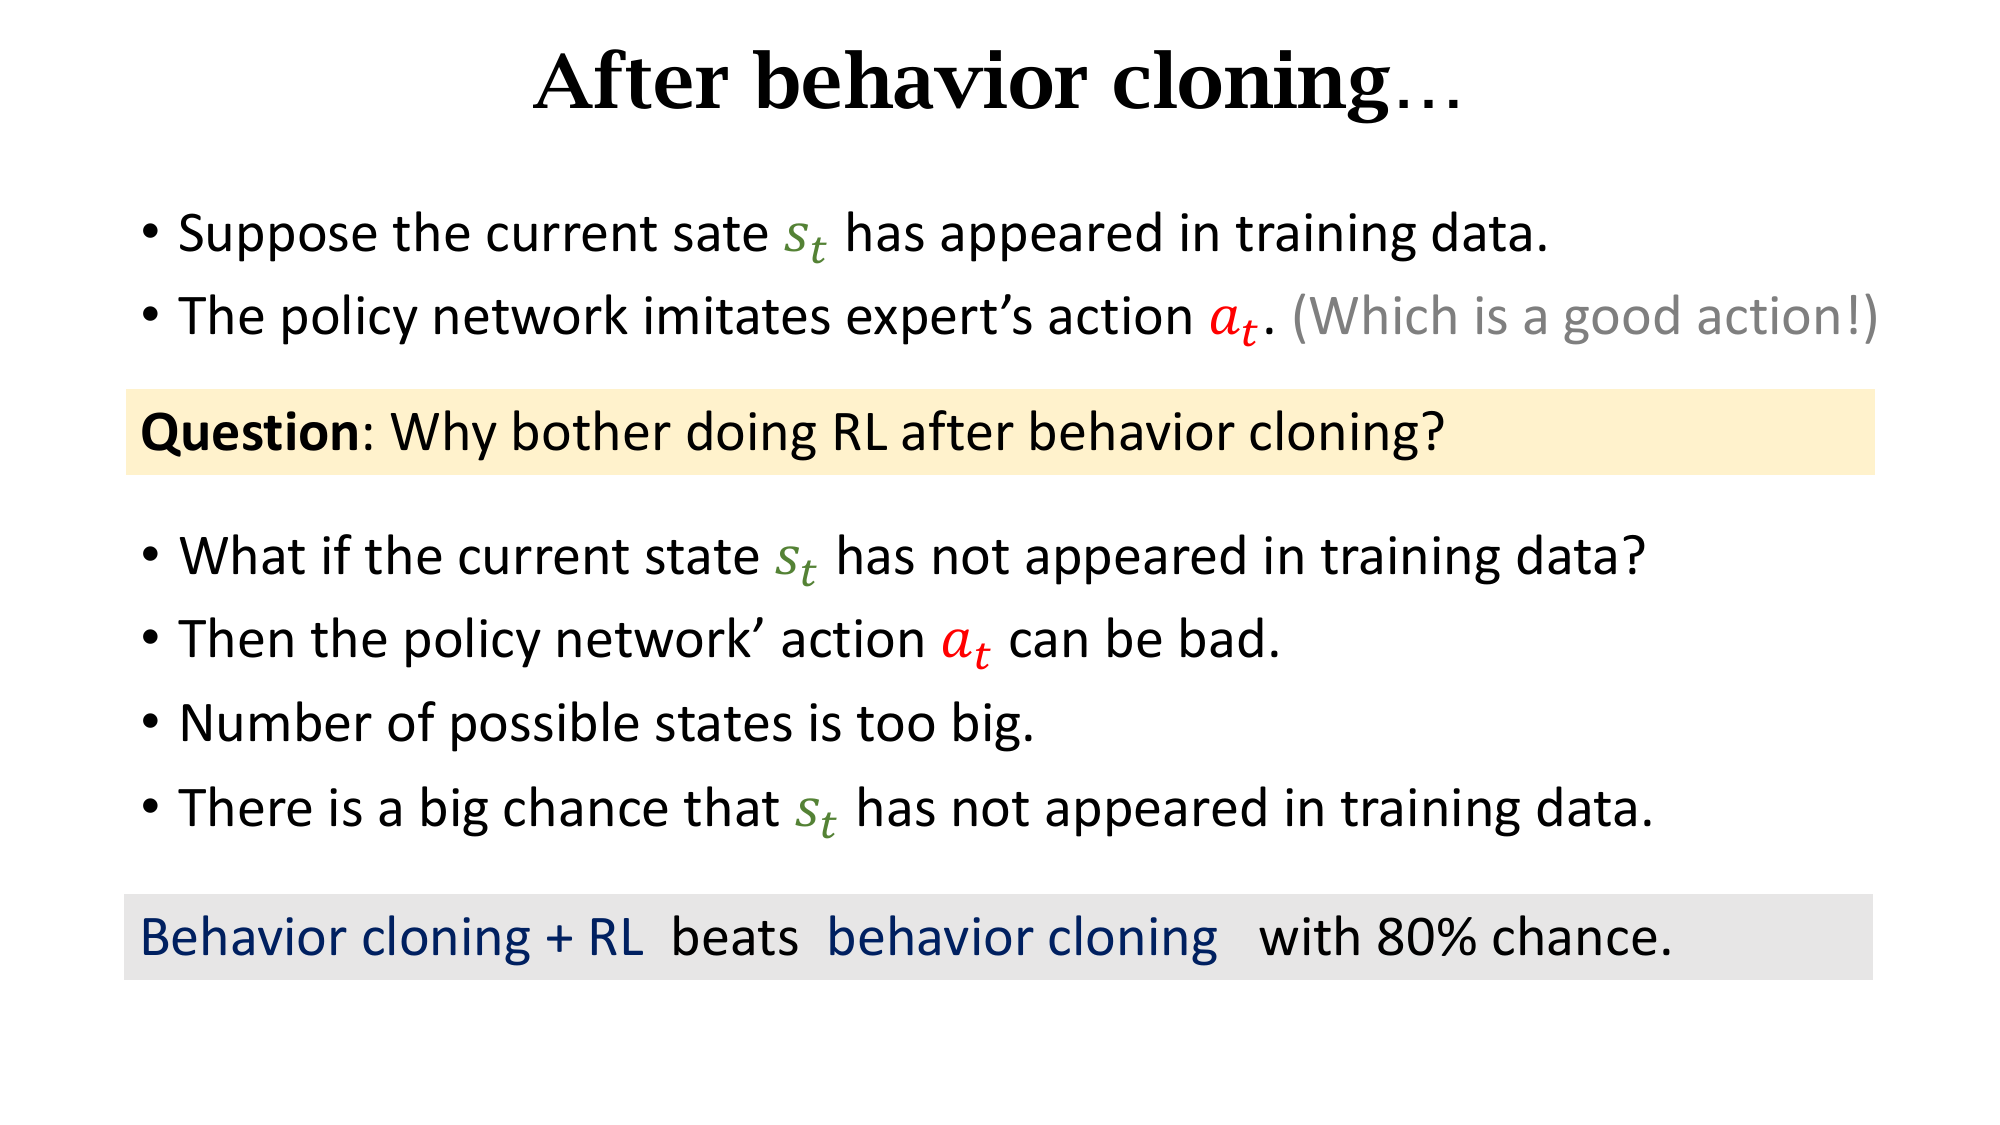 After behavior cloning…
• Suppose the current sate $s_t$ has appeared in training data.
• The policy network imitates expert’s action $a_t$. (Which is a good action!)
Question: Why bother doing RL after behavior cloning?
• What if the current state $s_t$ has not appeared in training data?
• Then the policy network’ action $a_t$ can be bad.
• Number of possible states is too big.
• There is a big chance that $s_t$ has not appeared in training data.
Behavior cloning + RL beats behavior cloning with 80% chance.